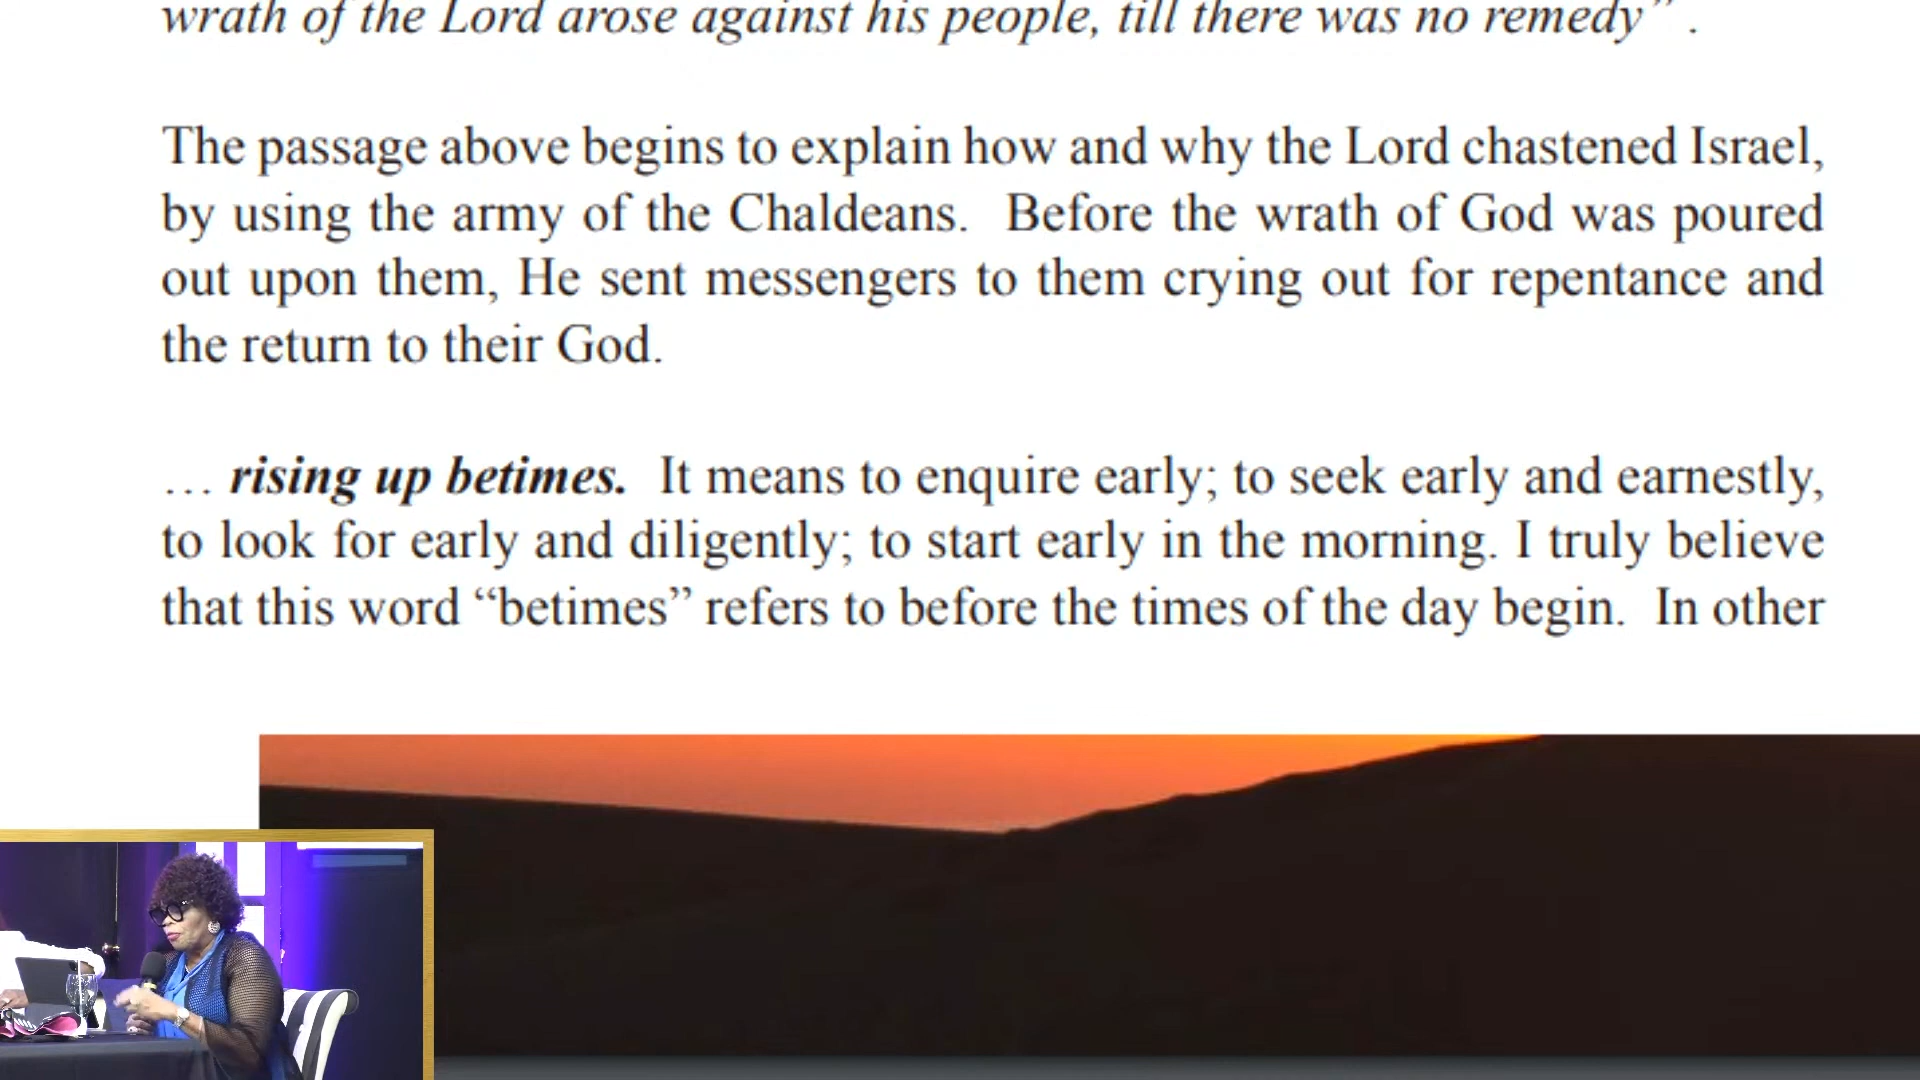 wrath of the Lord arose against his people, till there was no remedy” .
The passage above begins to explain how and why the Lord chastened Israel,
by using the army of the Chaldeans.  Before the wrath of God was poured
out upon them, He sent messengers to them crying out for repentance and
the return to their God.
… rising up betimes.  It means to enquire early; to seek early and earnestly,
to look for early and diligently; to start early in the morning. I truly believe
that this word “betimes” refers to before the times of the day begin.  In other